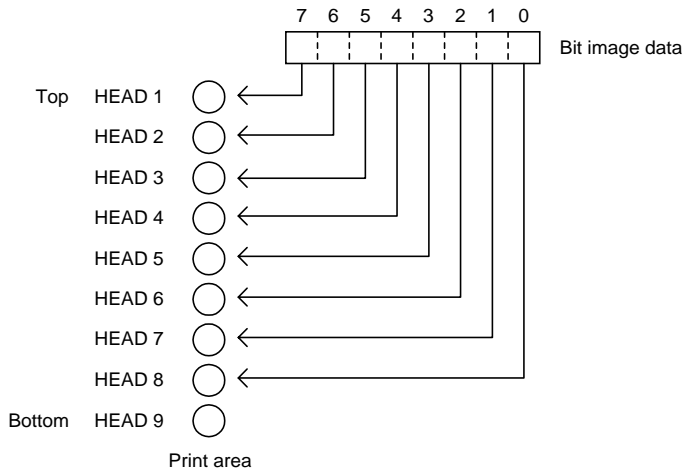 7 6 5 4 3 2 1 0
Bit image data
Top HEAD 1
HEAD 2
HEAD 3
HEAD 4
HEAD 5
HEAD 6
HEAD 7
HEAD 8
Bottom HEAD 9
Print area